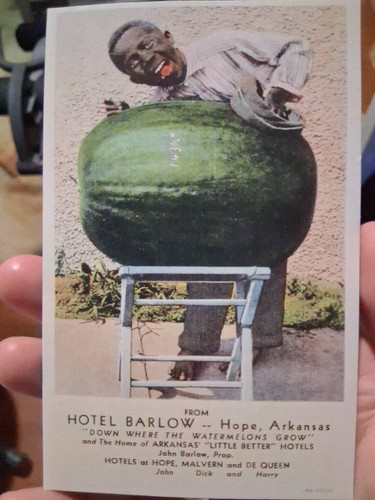 FROM
HOTEL BARLOW -- Hope, Arkansas
"DOWN WHERE THE WATERMELONS GROW"
and The Home of ARKANSAS' "LITTLE BETTER" HOTELS
John Barlow, Prop.
HOTELS at HOPE, MALVERN and DE QUEEN
John Dick and Harry